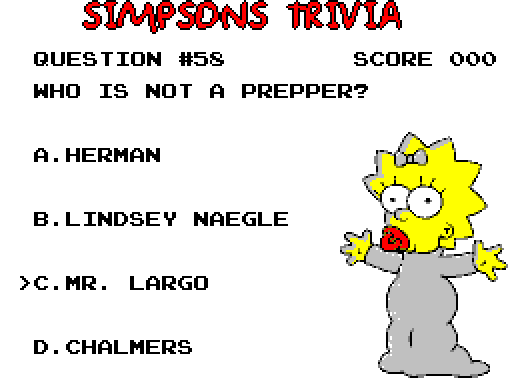 SIMPSONS TRIVIA
QUESTION #58 SCORE 000
WHO IS NOT A PREPPER?
A.HERMAN
B.LINDSEY NAEGLE
>C.MR. LARGO
D.CHALMERS